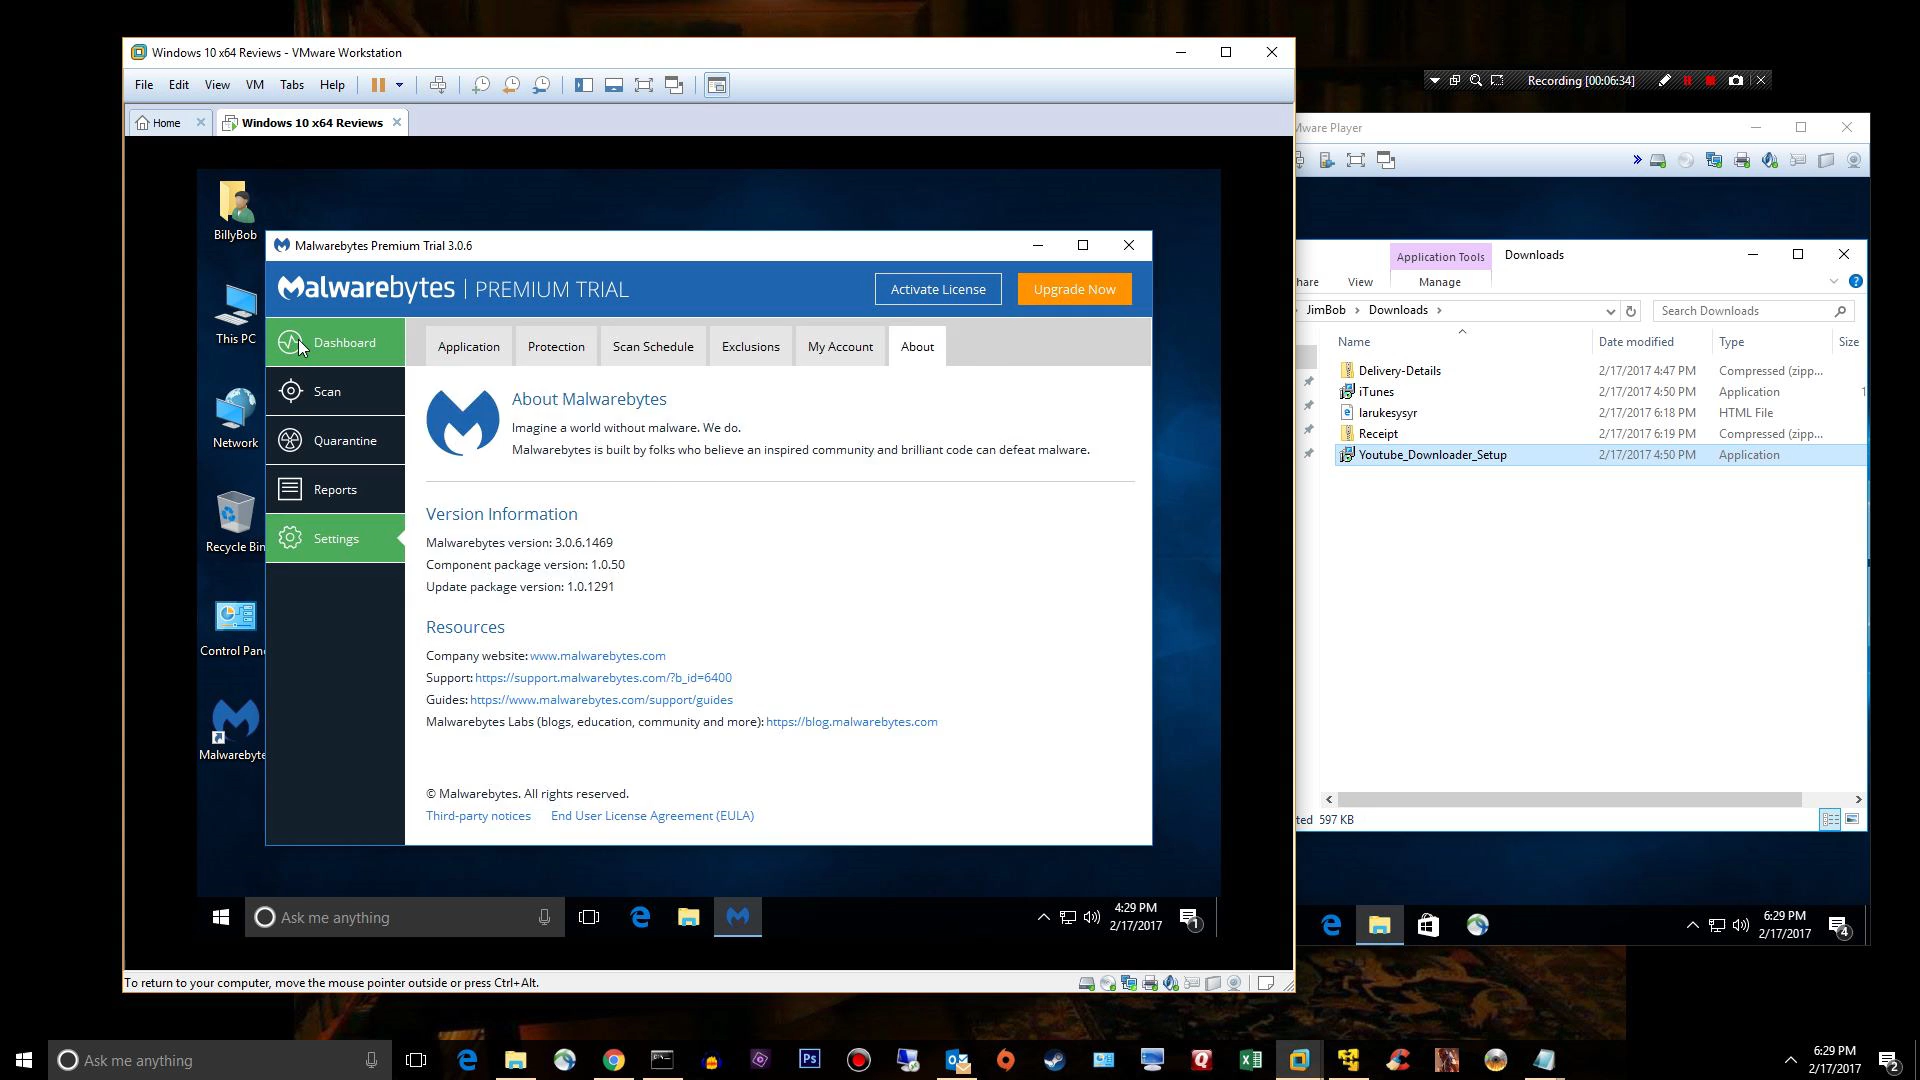 Windows 10 x64 Reviews - VMware Workstation
File Edit View VM Tabs Help
Home
Windows 10 x64 Reviews
Recording [00:06:34]
Mware Player
BillyBob
This PC
Network
Recycle Bin
Control Pane
Malwarebyte
Malwarebytes Premium Trial 3.0.6
Malwarebytes | PREMIUM TRIAL
Activate License
Upgrade Now
Dashboard
Scan
Quarantine
Reports
Settings
Application Protection Scan Schedule Exclusions My Account About
About Malwarebytes
Imagine a world without malware. We do.
Malwarebytes is built by folks who believe an inspired community and brilliant code can defeat malware.
Version Information
Malwarebytes version: 3.0.6.1469
Component package version: 1.0.50
Update package version: 1.0.1291
Resources
Company website: www.malwarebytes.com
Support: https://support.malwarebytes.com/?b_id=6400
Guides: https://www.malwarebytes.com/support/guides
Malwarebytes Labs (blogs, education, community and more): https://blog.malwarebytes.com
© Malwarebytes. All rights reserved.
Third-party notices End User License Agreement (EULA)
Ask me anything
4:29 PM
2/17/2017
1
To return to your computer, move the mouse pointer outside or press Ctrl+Alt.
Application Tools Downloads
hare View Manage
JimBob > Downloads >
Search Downloads
Name Date modified Type Size
Delivery-Details 2/17/2017 4:47 PM Compressed (zipp...
iTunes 2/17/2017 4:50 PM Application 1
larukesysyr 2/17/2017 6:18 PM HTML File
Receipt 2/17/2017 6:19 PM Compressed (zipp...
Youtube_Downloader_Setup 2/17/2017 4:50 PM Application
ted 597 KB
6:29 PM
2/17/2017
4
Ask me anything
Ps
6:29 PM
2/17/2017
2